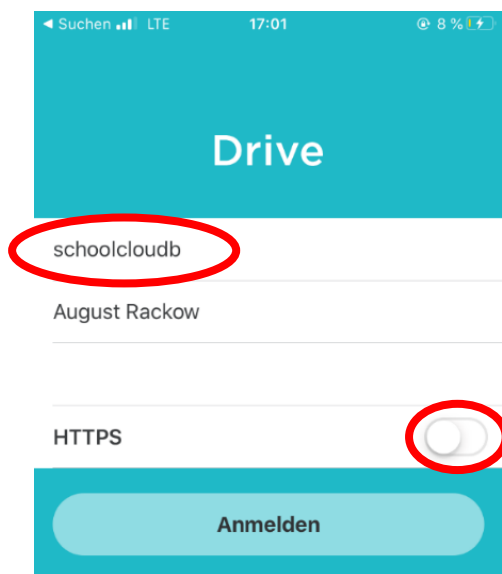 ◄ Suchen LTE 17:01 8 %
Drive
schoolcloudb
August Rackow
HTTPS
Anmelden